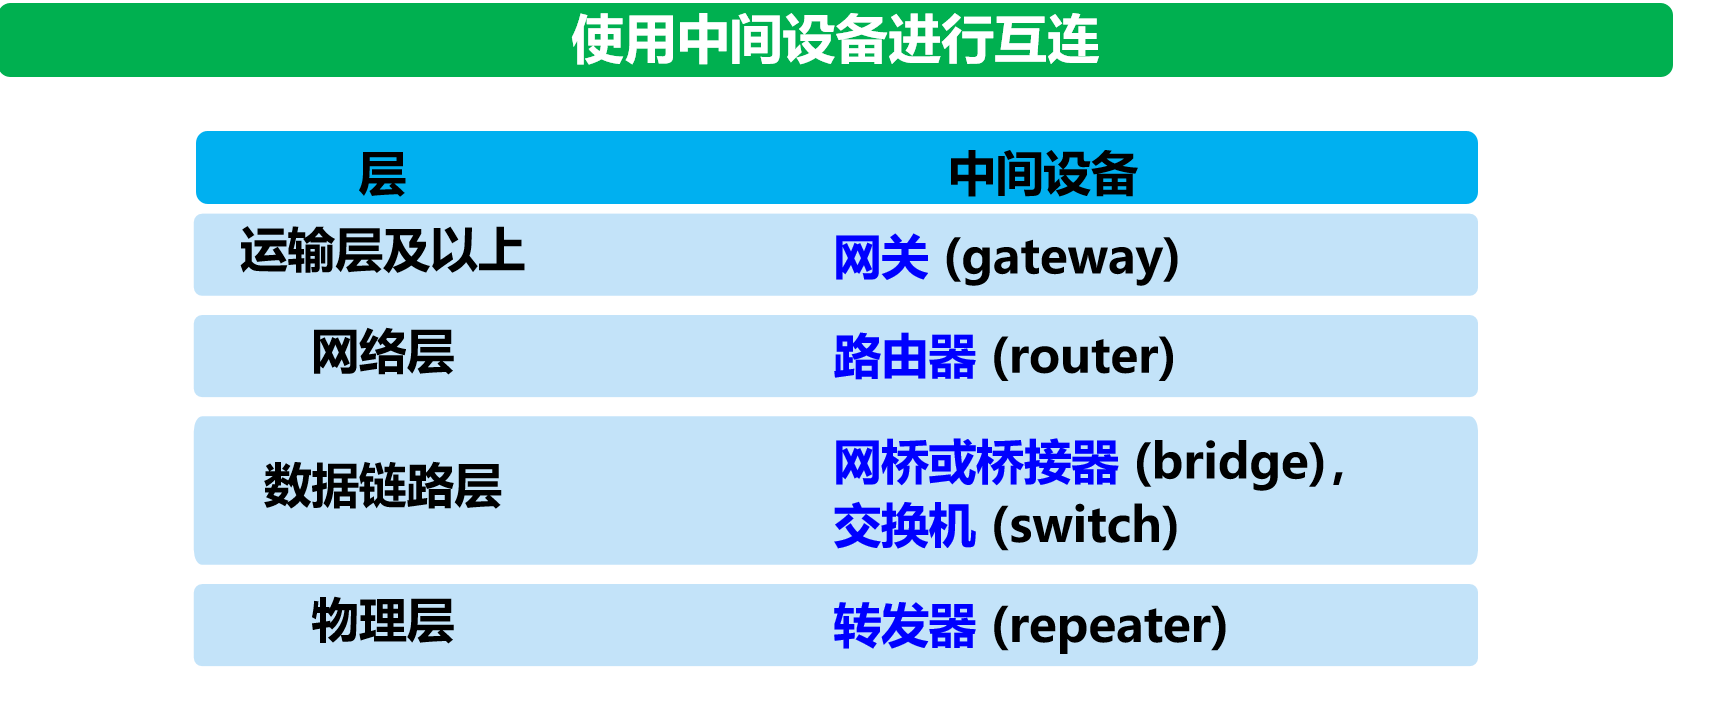 使用中间设备进行互连
层 中间设备
运输层及以上 网关 (gateway)
网络层 路由器 (router)
数据链路层 网桥或桥接器 (bridge)，
交换机 (switch)
物理层 转发器 (repeater)